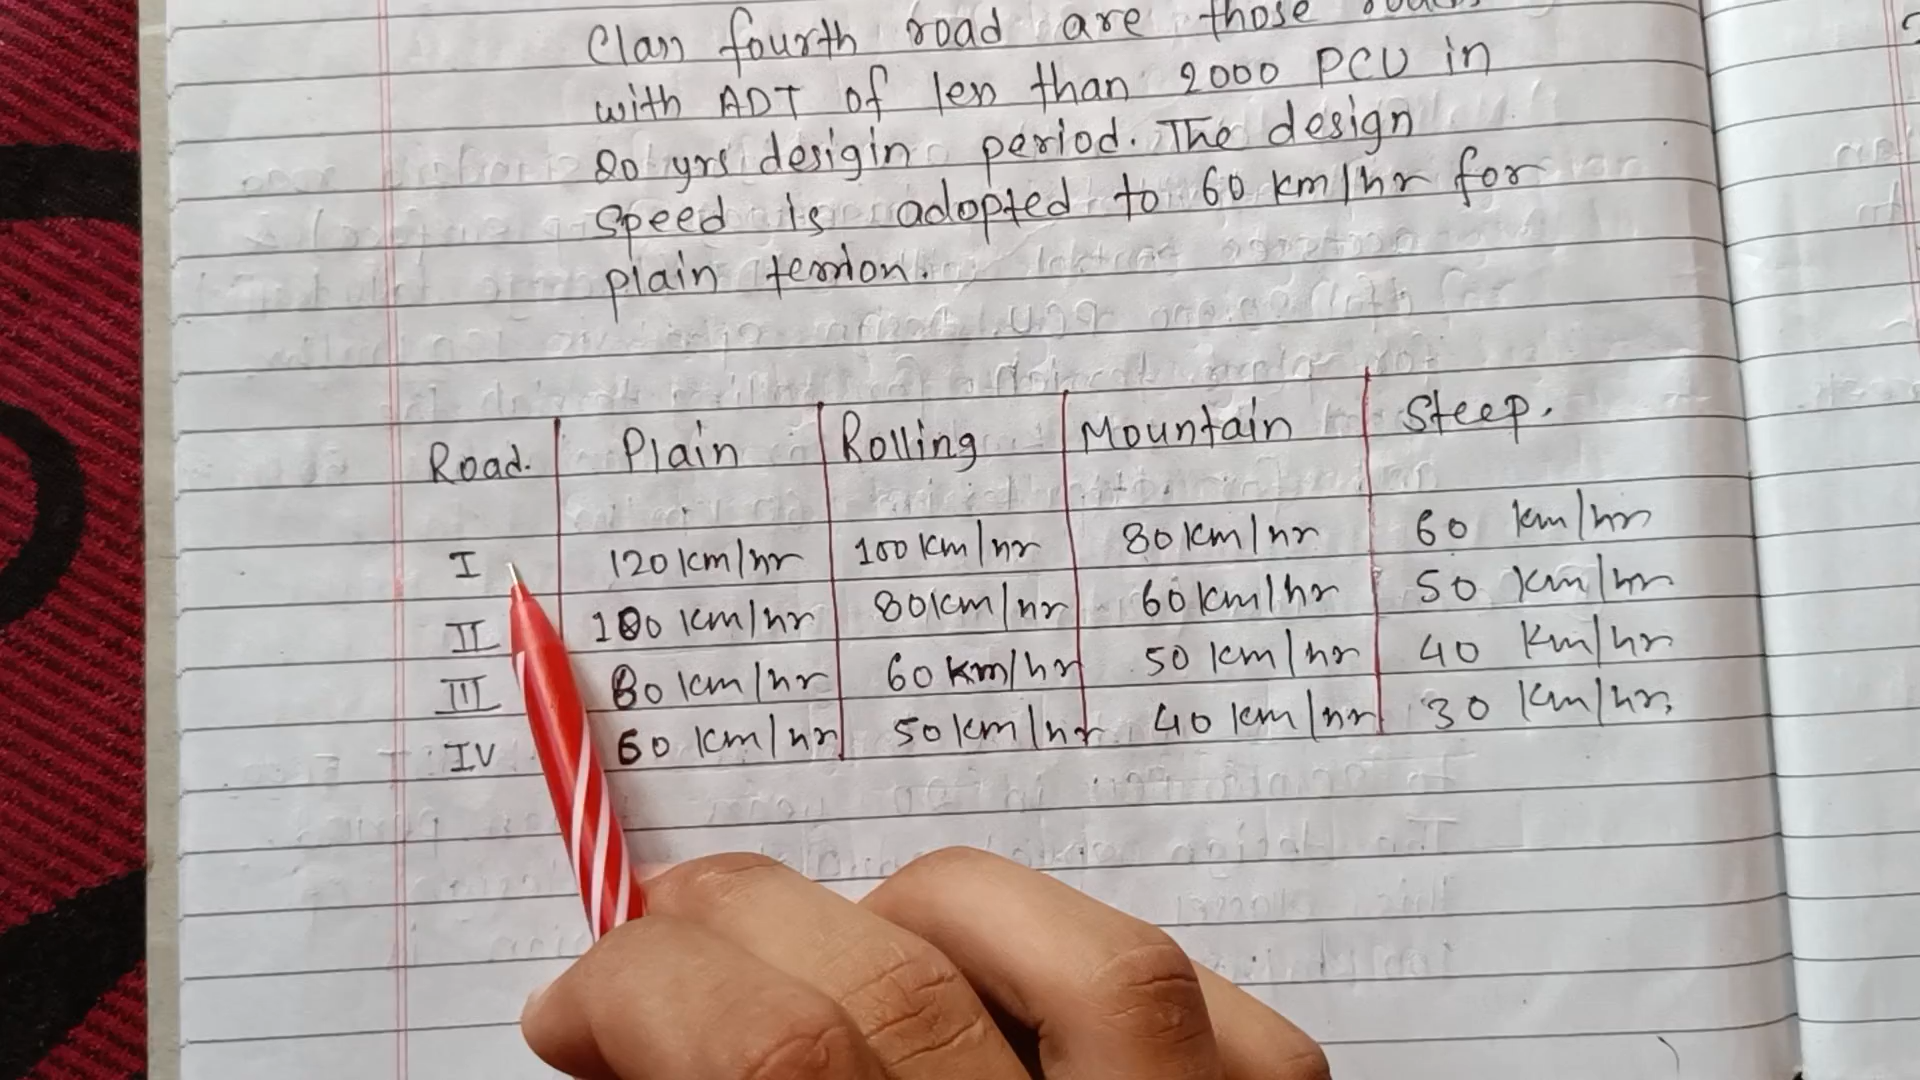 Class fourth road are those roads
with ADT of less than 2000 PCU in
20 yrs desigin period. The design
speed is adopted to 60 km/hr for
plain
Road. Plain Rolling Mountain Steep.
I 120 km/hr 100 km/hr 80 km/hr 60 km/hr
II 100 km/hr 80 km/hr 60 km/hr 50 km/hr
III 80 km/hr 60 km/hr 50 km/hr 40 km/hr
IV 60 km/hr 50 km/hr 40 km/hr 30 km/hr,